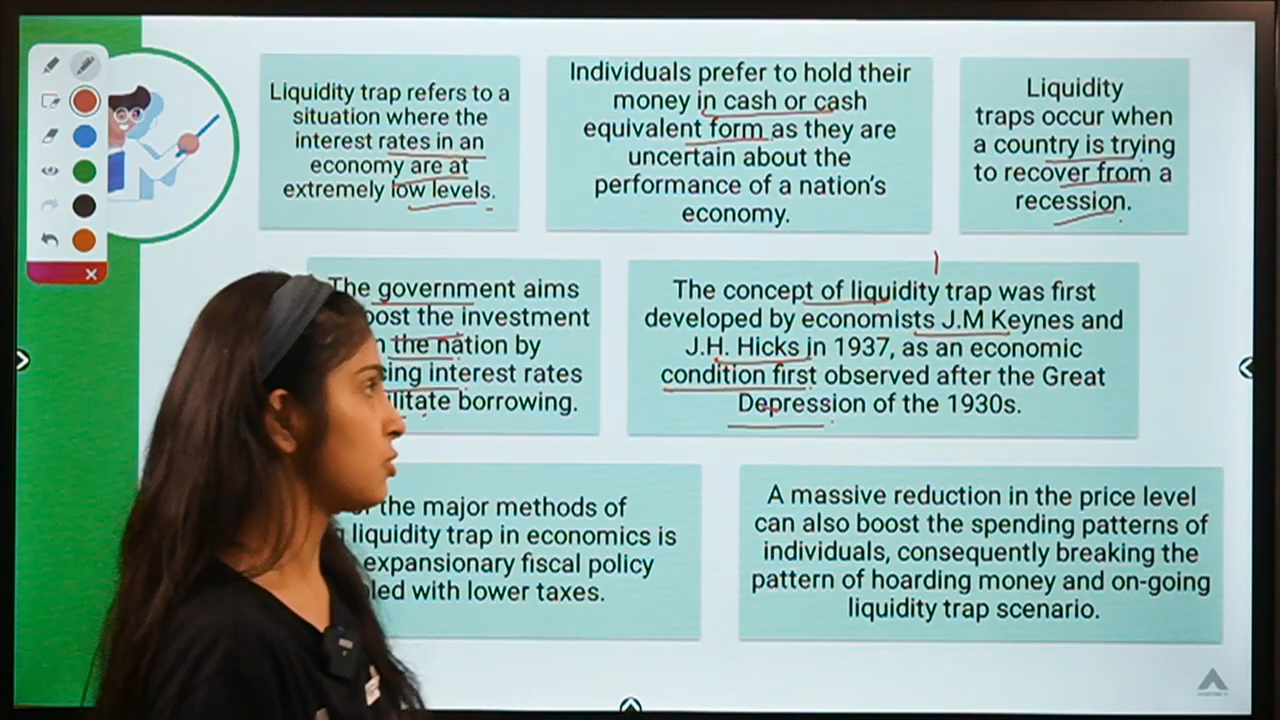 Liquidity trap refers to a
situation where the
interest rates in an
economy are at
extremely low levels.
Individuals prefer to hold their
money in cash or cash
equivalent form as they are
uncertain about the
performance of a nation's
economy.
Liquidity
traps occur when
a country is trying
to recover from a
recession.
The government aims
investment
the nation by
interest rates
borrowing.
The concept of liquidity trap was first
developed by economists J.M Keynes and
J.H. Hicks in 1937, as an economic
condition first observed after the Great
Depression of the 1930s.
the major methods of
liquidity trap in economics is
expansionary fiscal policy
with lower taxes.
A massive reduction in the price level
can also boost the spending patterns of
individuals, consequently breaking the
pattern of hoarding money and on-going
liquidity trap scenario.